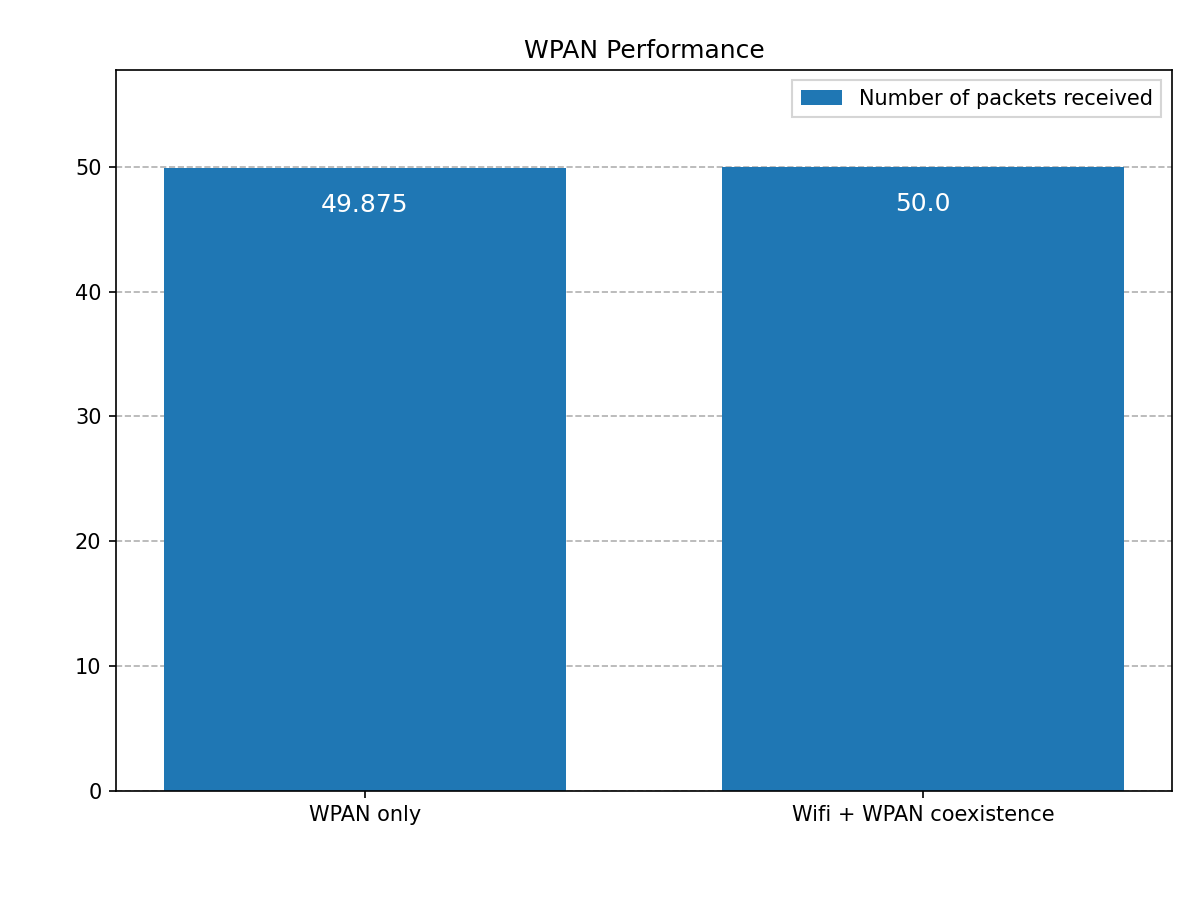 WPAN Performance
Number of packets received
50
40
30
20
10
0
49.875
50.0
WPAN only
Wifi + WPAN coexistence